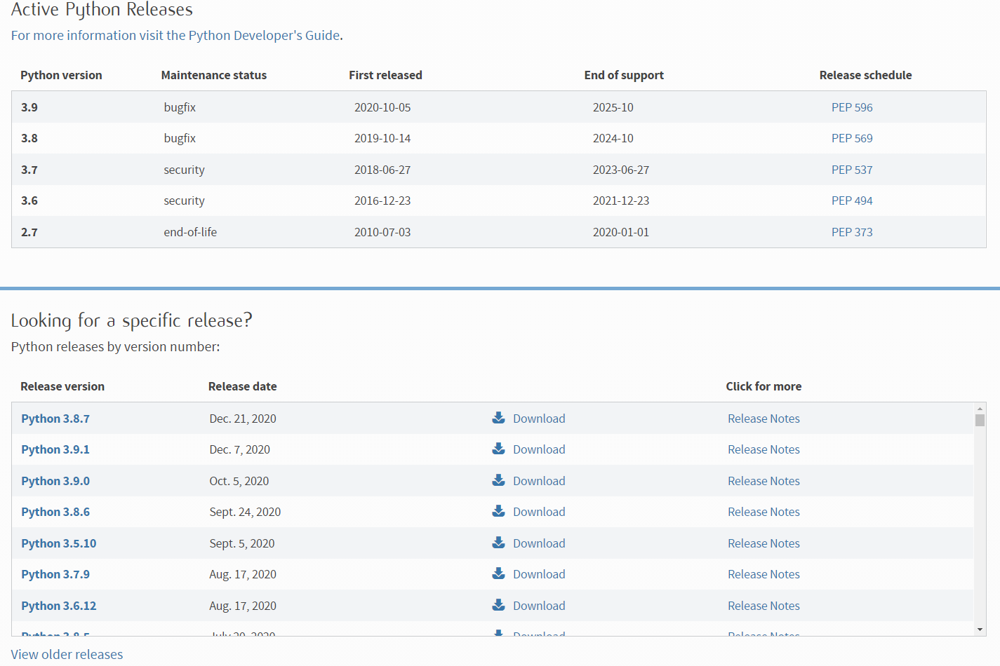 Active Python Releases
For more information visit the Python Developer's Guide.
Python version Maintenance status First released End of support Release schedule
3.9 bugfix 2020-10-05 2025-10 PEP 596
3.8 bugfix 2019-10-14 2024-10 PEP 569
3.7 security 2018-06-27 2023-06-27 PEP 537
3.6 security 2016-12-23 2021-12-23 PEP 494
2.7 end-of-life 2010-07-03 2020-01-01 PEP 373
Looking for a specific release?
Python releases by version number:
Release version Release date Click for more
Python 3.8.7 Dec. 21, 2020 Download Release Notes
Python 3.9.1 Dec. 7, 2020 Download Release Notes
Python 3.9.0 Oct. 5, 2020 Download Release Notes
Python 3.8.6 Sept. 24, 2020 Download Release Notes
Python 3.5.10 Sept. 5, 2020 Download Release Notes
Python 3.7.9 Aug. 17, 2020 Download Release Notes
Python 3.6.12 Aug. 17, 2020 Download Release Notes
Python 3.8.5 July 20, 2020 Download Release Notes
View older releases